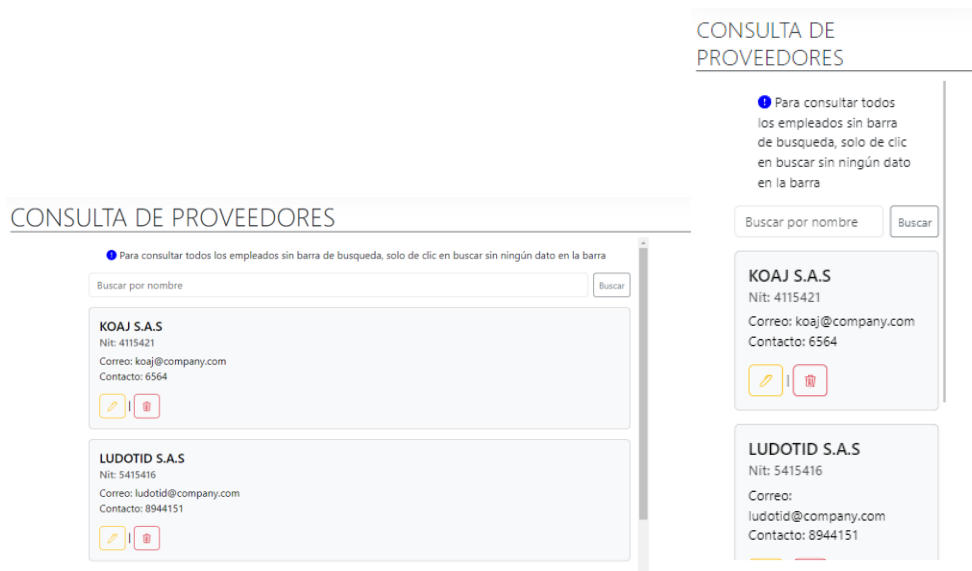 CONSULTA DE PROVEEDORES
Para consultar todos los empleados sin barra de busqueda, solo de clic en buscar sin ningún dato en la barra
Buscar por nombre
Buscar
KOAJ S.A.S
Nit: 4115421
Correo: koaj@company.com
Contacto: 6564
|
LUDOTID S.A.S
Nit: 5415416
Correo: ludotid@company.com
Contacto: 8944151
|
CONSULTA DE
PROVEEDORES
Para consultar todos
los empleados sin barra
de busqueda, solo de clic
en buscar sin ningún dato
en la barra
Buscar por nombre
Buscar
KOAJ S.A.S
Nit: 4115421
Correo: koaj@company.com
Contacto: 6564
|
LUDOTID S.A.S
Nit: 5415416
Correo:
ludotid@company.com
Contacto: 8944151